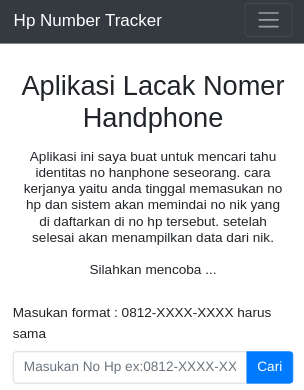 Hp Number Tracker
Aplikasi Lacak Nomer
Handphone
Aplikasi ini saya buat untuk mencari tahu
identitas no hanphone seseorang. cara
kerjanya yaitu anda tinggal memasukan no
hp dan sistem akan memindai no nik yang
di daftarkan di no hp tersebut. setelah
selesai akan menampilkan data dari nik.
Silahkan mencoba ...
Masukan format : 0812-XXXX-XXXX harus
sama
Masukan No Hp ex:0812-XXXX-XX Cari